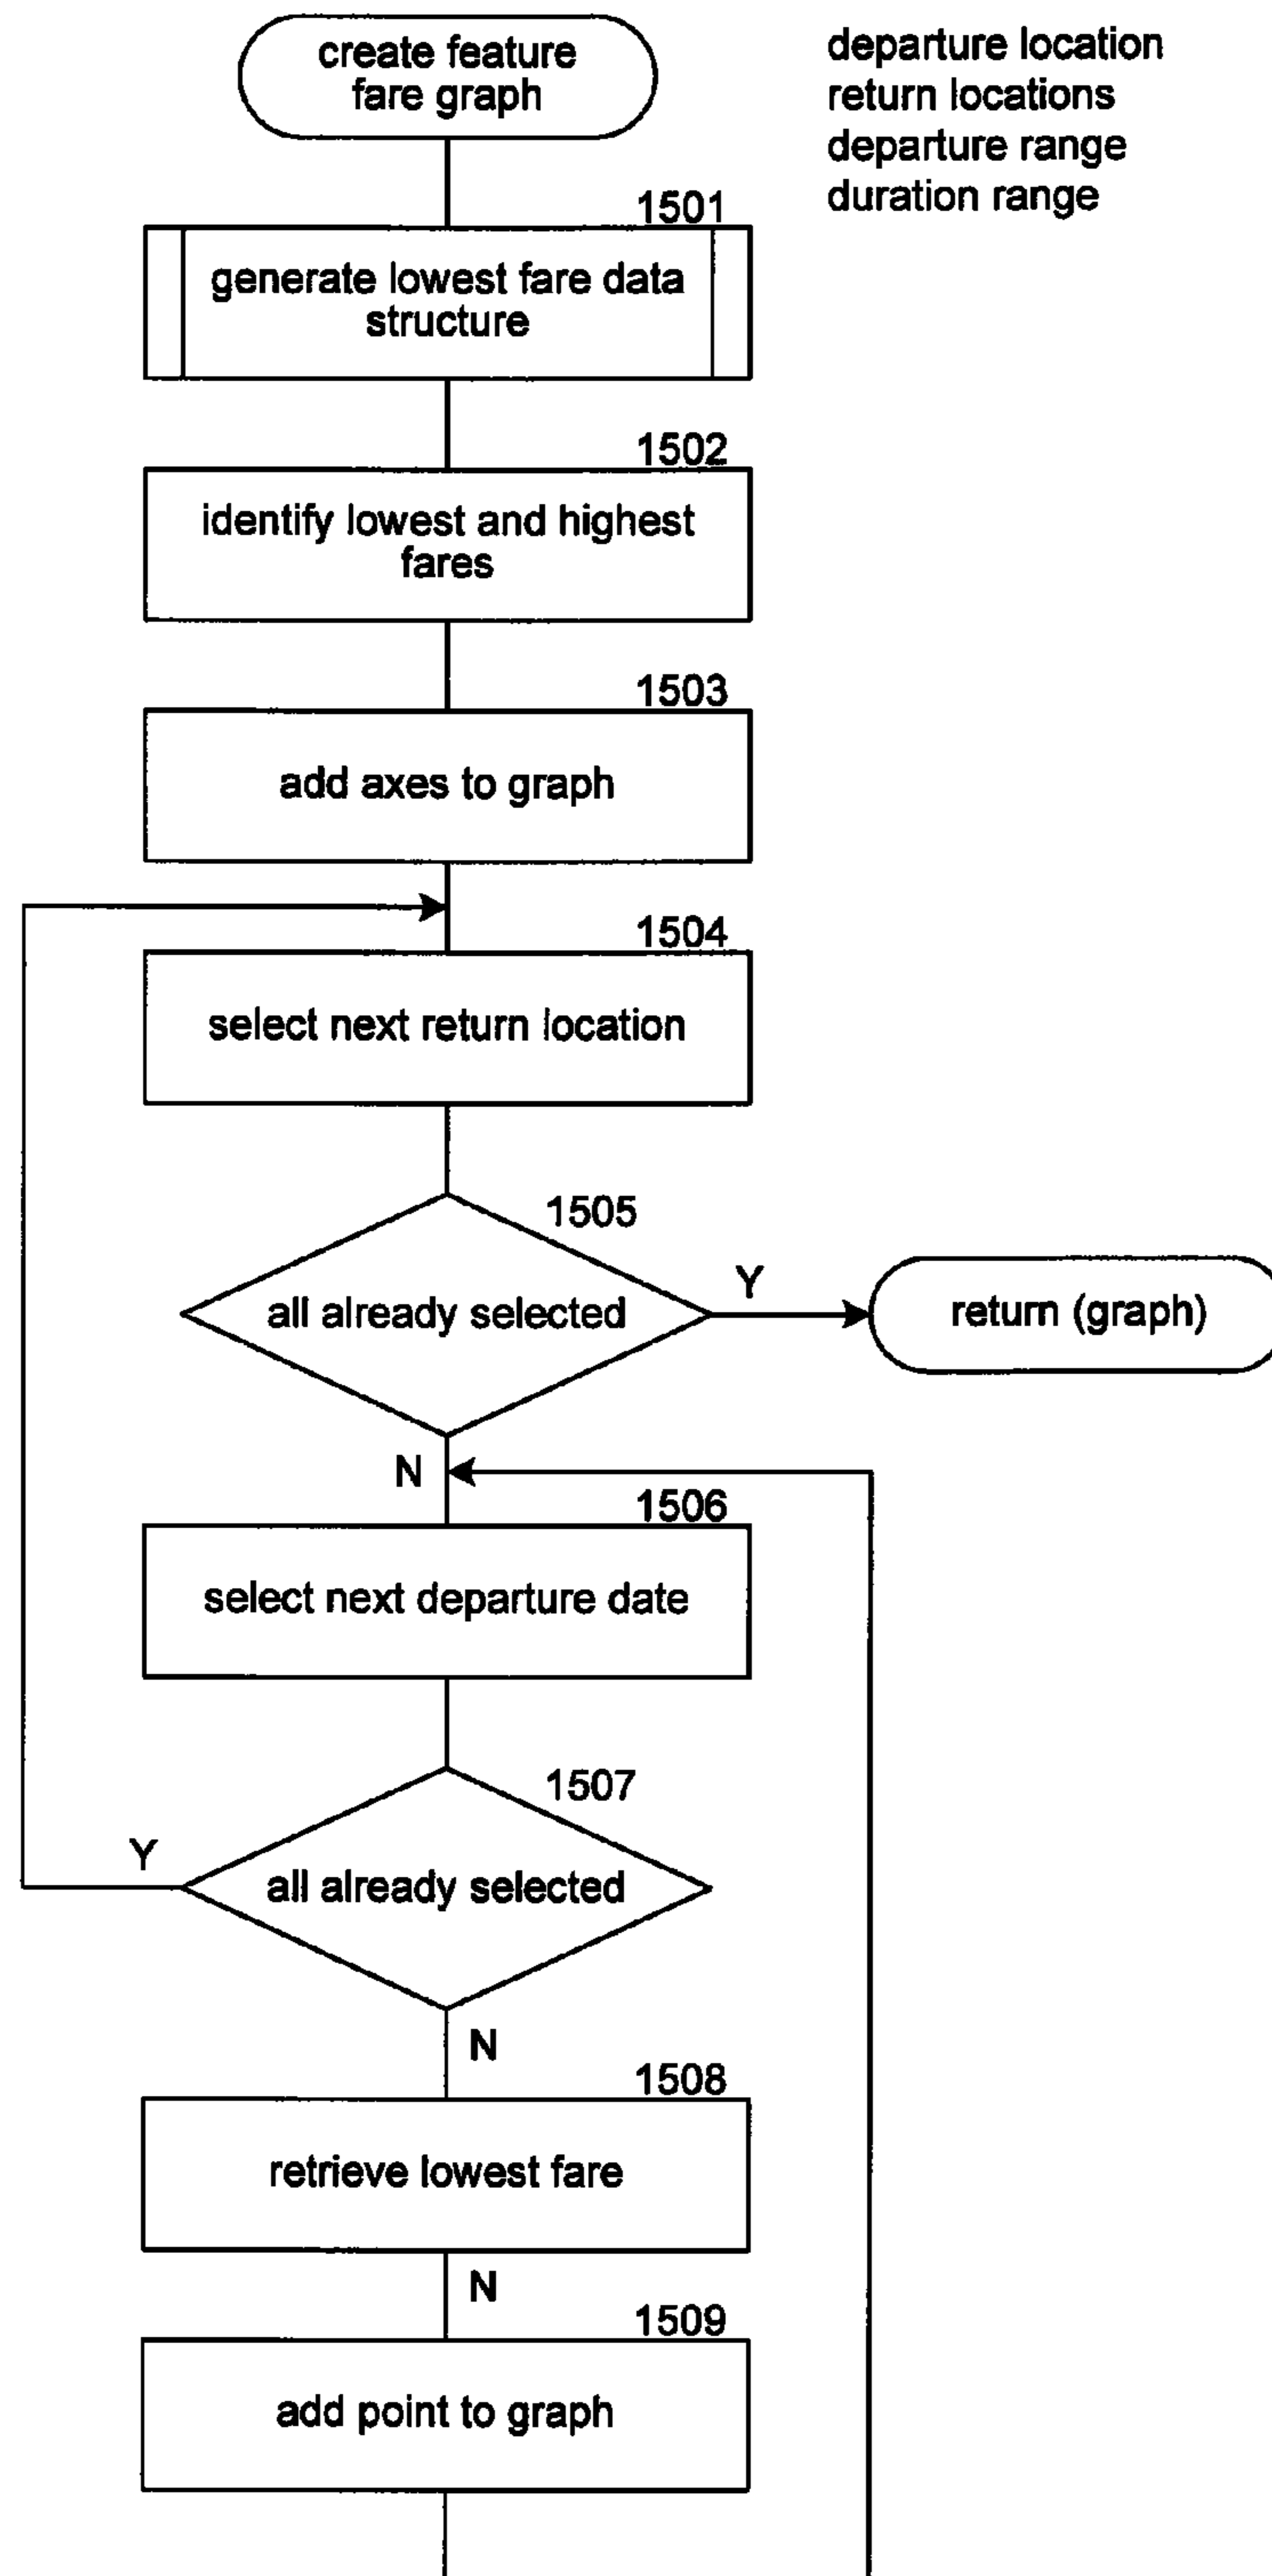 create feature
fare graph
departure location
return locations
departure range
duration range
1501
generate lowest fare data
structure
1502
identify lowest and highest
fares
1503
add axes to graph
1504
select next return location
1505
all already selected
Y
return (graph)
N
1506
select next departure date
1507
all already selected
Y
N
1508
retrieve lowest fare
N
1509
add point to graph